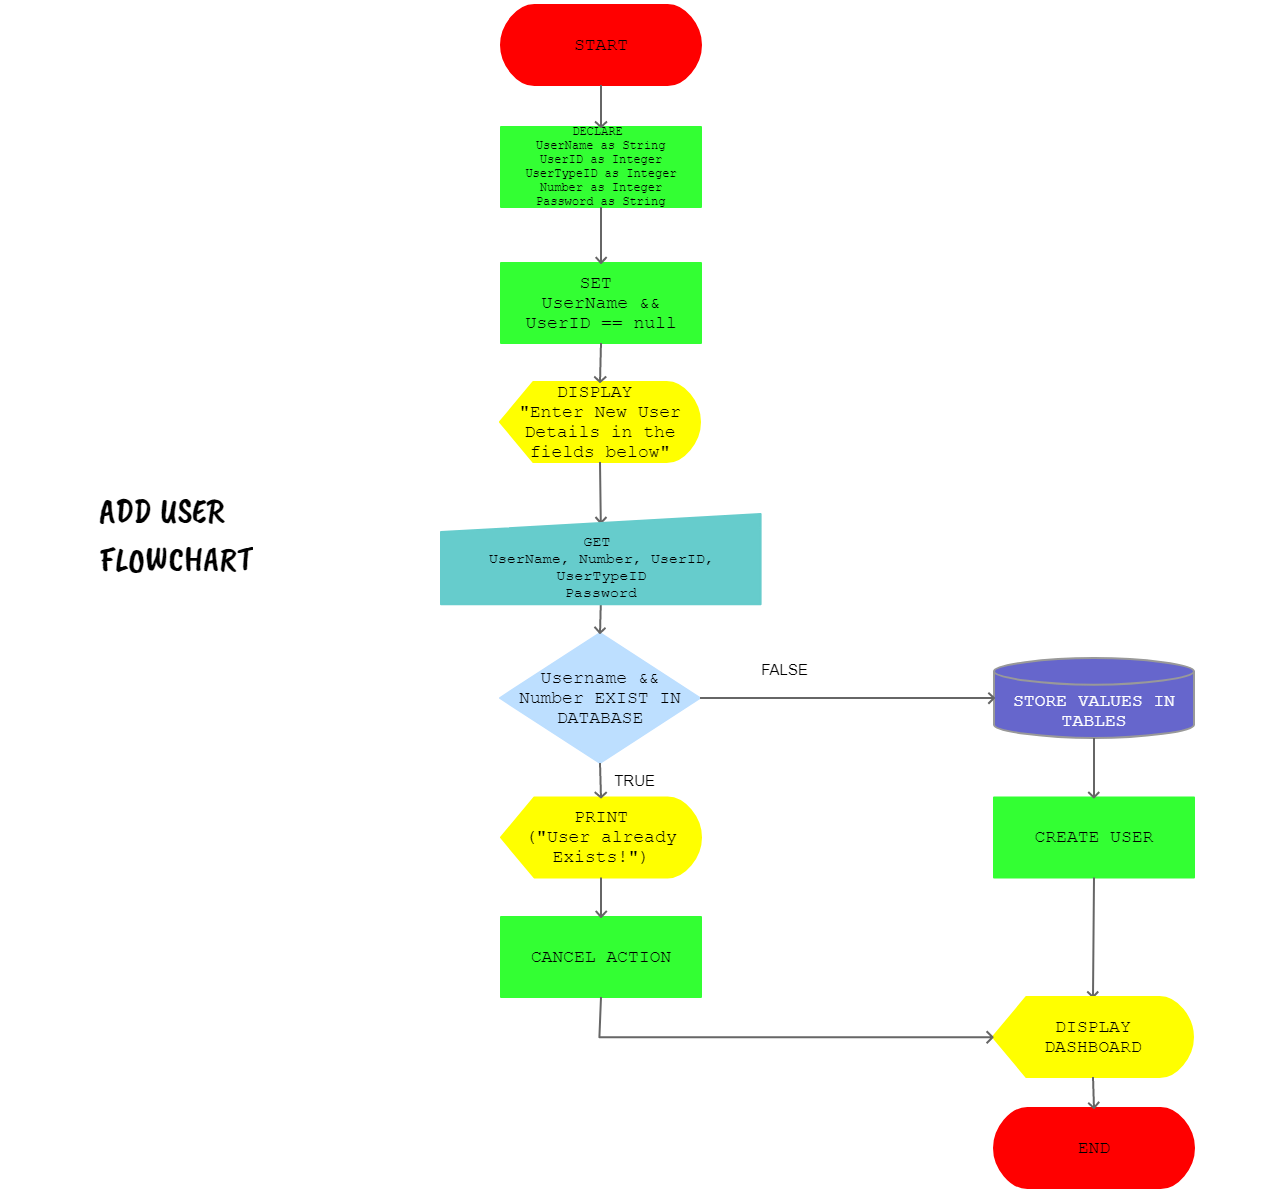 START
DECLARE
UserName as String
UserID as Integer
UserTypeID as Integer
Number as Integer
Password as String
SET
UserName &&
UserID == null
DISPLAY
"Enter New User
Details in the
fields below"
ADD USER
FLOWCHART
GET
UserName, Number, UserID,
UserTypeID
Password
Username &&
Number EXIST IN
DATABASE
FALSE
STORE VALUES IN
TABLES
TRUE
PRINT
("User already
Exists!")
CREATE USER
CANCEL ACTION
DISPLAY
DASHBOARD
END